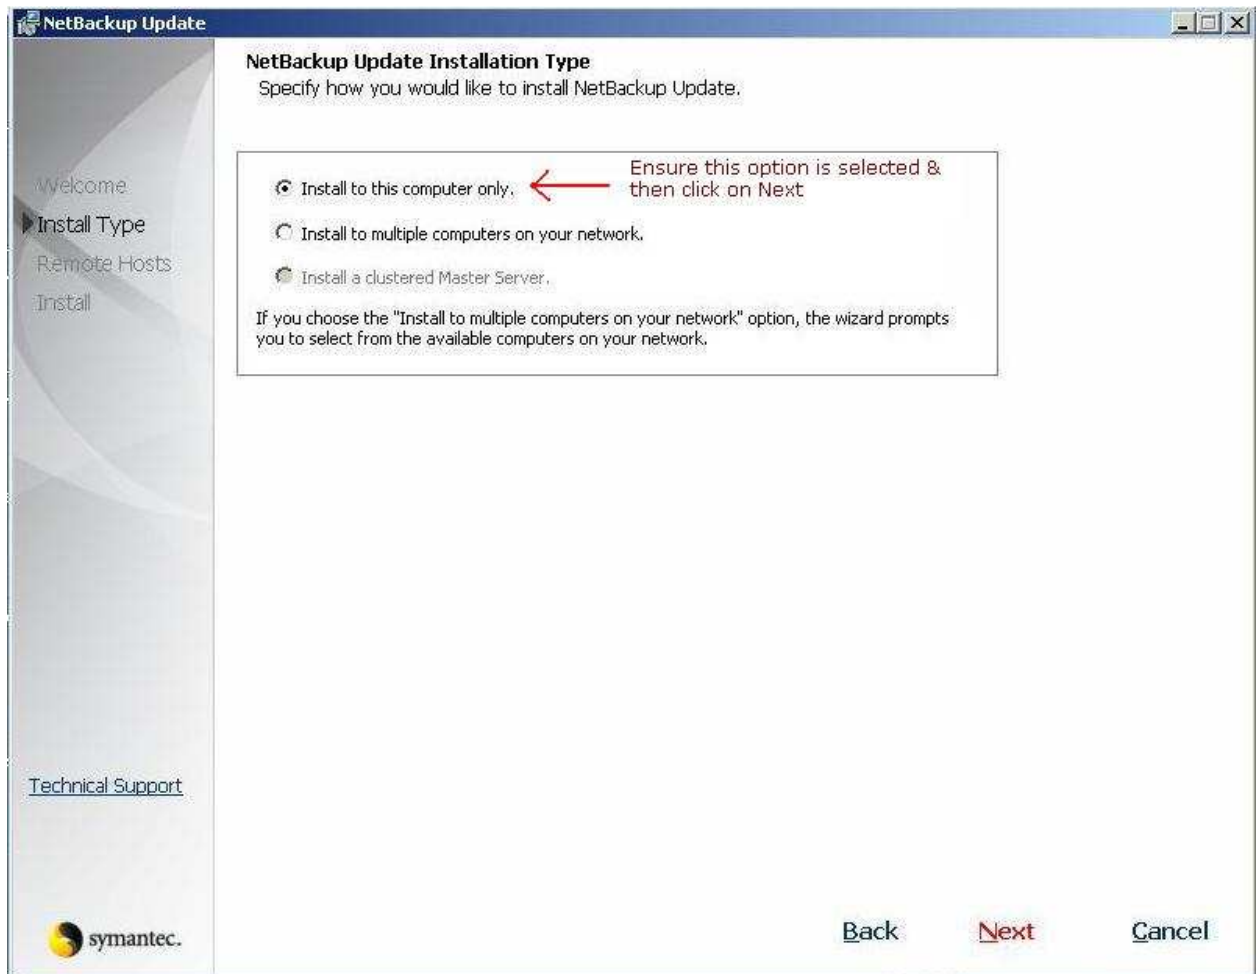 NetBackup Update
NetBackup Update Installation Type
Specify how you would like to install NetBackup Update.
Welcome
Install Type
Remote Hosts
Install
Install to this computer only.
Ensure this option is selected &
then click on Next
Install to multiple computers on your network.
Install a clustered Master Server.
If you choose the "Install to multiple computers on your network" option, the wizard prompts
you to select from the available computers on your network.
Technical Support
symantec.
Back
Next
Cancel